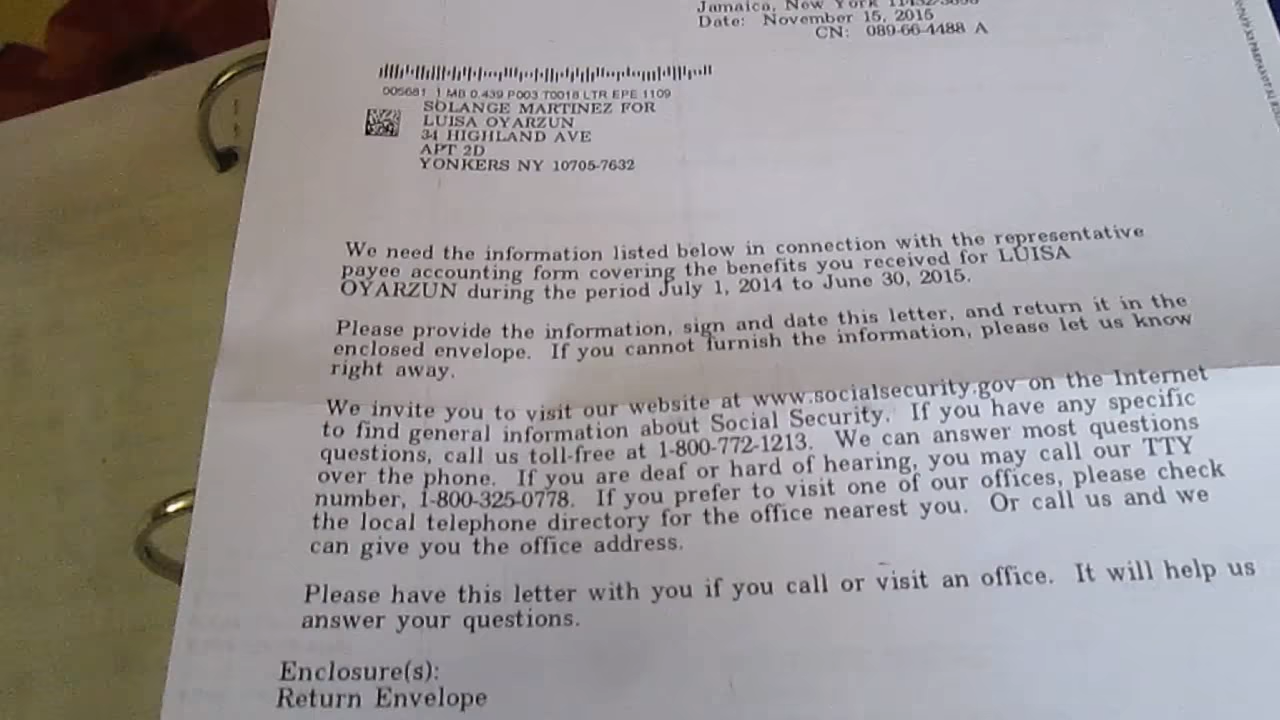 Jamaica, New York
Date: November 15, 2015
CN: 089-66-4488 A
005681 1 MB 0.439 P003 T0018 LTR EPE 1109
SOLANGE MARTINEZ FOR
LUISA OYARZUN
34 HIGHLAND AVE
APT 2D
YONKERS NY 10705-7632
We need the information listed below in connection with the representative
payee accounting form covering the benefits you received for LUISA
OYARZUN during the period July 1, 2014 to June 30, 2015.
Please provide the information, sign and date this letter, and return it in the
enclosed envelope. If you cannot furnish the information, please let us know
right away.
We invite you to visit our website at www.socialsecurity.gov on the Internet
to find general information about Social Security. If you have any specific
questions, call us toll-free at 1-800-772-1213. We can answer most questions
over the phone. If you are deaf or hard of hearing, you may call our TTY
number, 1-800-325-0778. If you prefer to visit one of our offices, please check
the local telephone directory for the office nearest you. Or call us and we
can give you the office address.
Please have this letter with you if you call or visit an office. It will help us
answer your questions.
Enclosure(s):
Return Envelope